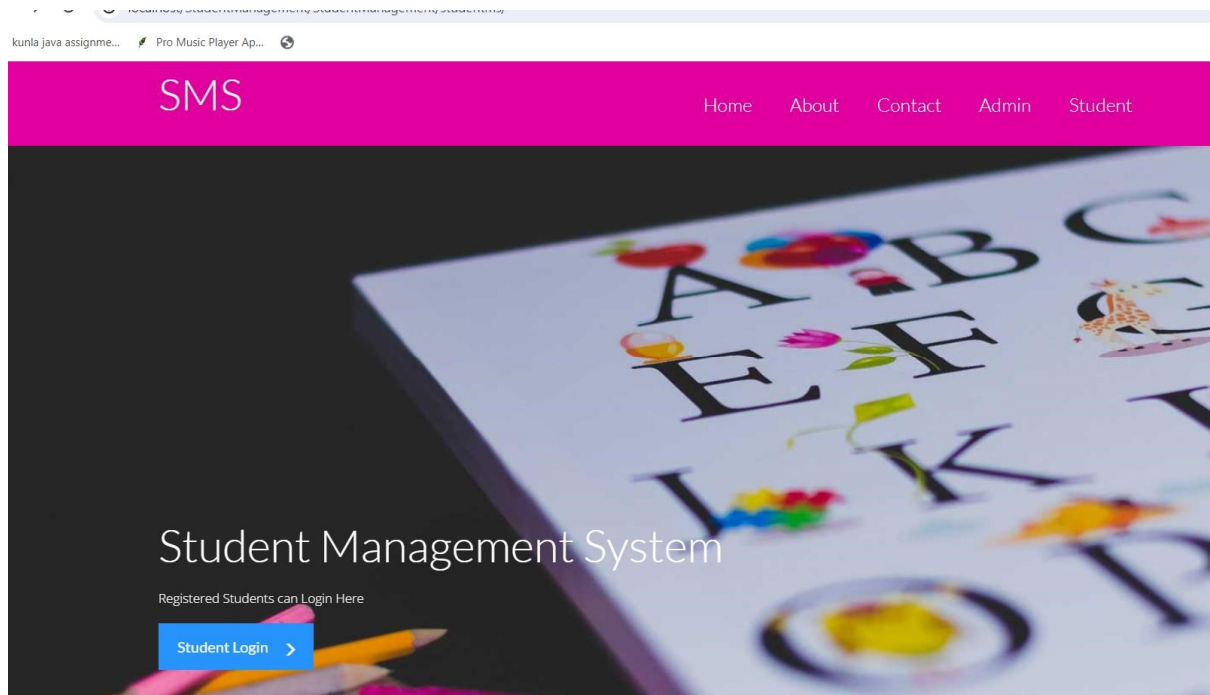 kunla java assignme... Pro Music Player Ap...
SMS
Home About Contact Admin Student
A B C
E F G
I K
O P
Student Management System
Registered Students can Login Here
Student Login